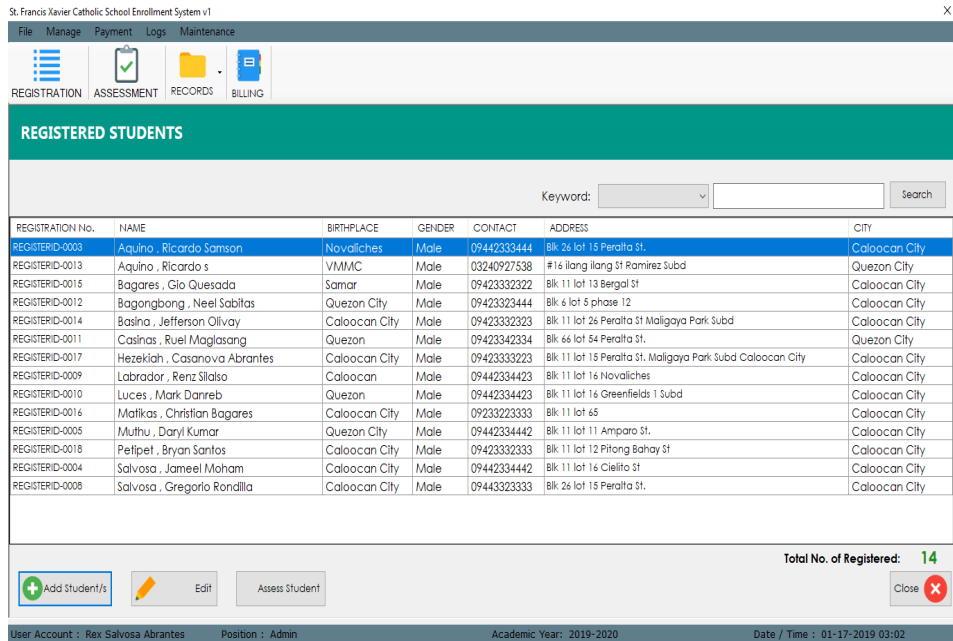 St. Francis Xavier Catholic School Enrollment System v1 X
File Manage Payment Logs Maintenance
REGISTRATION ASSESSMENT RECORDS BILLING
REGISTERED STUDENTS
Keyword: Search
REGISTRATION No. NAME BIRTHPLACE GENDER CONTACT ADDRESS CITY
REGISTERID-0003 Aquino , Ricardo Samson Novaliches Male 09442333444 Blk 26 lot 15 Peralta St. Caloocan City
REGISTERID-0013 Aquino , Ricardo s VMMC Male 03240927538 #16 ilang ilang St Ramirez Subd Quezon City
REGISTERID-0015 Bagares , Gio Quesada Samar Male 09423332322 Blk 11 lot 13 Bergal St Caloocan City
REGISTERID-0012 Bagongbong , Neel Sabitas Quezon City Male 09423323444 Blk 6 lot 5 phase 12 Caloocan City
REGISTERID-0014 Basina , Jefferson Olivay Caloocan City Male 09423332323 Blk 11 lot 26 Peralta St Maligaya Park Subd Caloocan City
REGISTERID-0011 Casinas , Ruel Maglasang Quezon Male 09423342334 Blk 66 lot 54 Peralta St. Quezon City
REGISTERID-0017 Hezekiah , Casanova Abrantes Caloocan City Male 09423333223 Blk 11 lot 15 Peralta St. Maligaya Park Subd Caloocan City Caloocan City
REGISTERID-0009 Labrador , Renz Silalso Caloocan Male 09442334423 Blk 11 lot 16 Novaliches Caloocan City
REGISTERID-0010 Luces , Mark Danreb Quezon Male 09442334423 Blk 11 lot 16 Greenfields 1 Subd Caloocan City
REGISTERID-0016 Matikas , Christian Bagares Caloocan City Male 09233223333 Blk 11 lot 65 Caloocan City
REGISTERID-0005 Muthu , Daryl Kumar Quezon City Male 09442334442 Blk 11 lot 11 Amparo St. Caloocan City
REGISTERID-0018 Petipet , Bryan Santos Caloocan City Male 09423332333 Blk 11 lot 12 Pitong Bahay St Caloocan City
REGISTERID-0004 Salvosa , Jameel Moham Caloocan City Male 09442334442 Blk 11 lot 16 Cielito St Caloocan City
REGISTERID-0008 Salvosa , Gregorio Rondilla Caloocan City Male 09443323333 Blk 26 lot 15 Peralta St. Caloocan City
Total No. of Registered: 14
Add Student/s Edit Assess Student Close
User Account : Rex Salvosa Abrantes Position : Admin Academic Year: 2019-2020 Date / Time : 01-17-2019 03:02